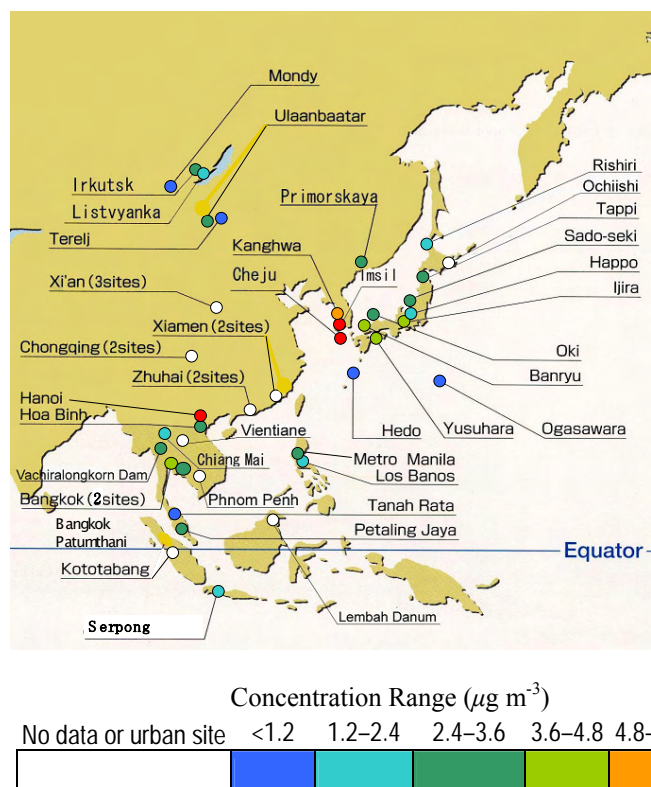 Mondy
Ulaanbaatar
Rishiri
Ochiishi
Irkutsk
Primorskaya
Tappi
Listvyanka
Sado-seki
Terelj
Kanghwa
Happo
Cheju
Imsil
Ijira
Xi'an (3sites)
Xiamen (2sites)
Chongqing (2sites)
Oki
Zhuhai (2sites)
Banryu
Hanoi
Hoa Binh
Vientiane
Hedo
Yusuhara
Ogasawara
Chiang Mai
Metro Manila
Vachiralongkorn Dam
Los Banos
Bangkok (2sites)
Phnom Penh
Tanah Rata
Bangkok
Patumthani
Petaling Jaya
Equator
Kototabang
Lembah Danum
Serpong
Concentration Range (μg m-3)
No data or urban site <1.2 1.2–2.4 2.4–3.6 3.6–4.8 4.8-